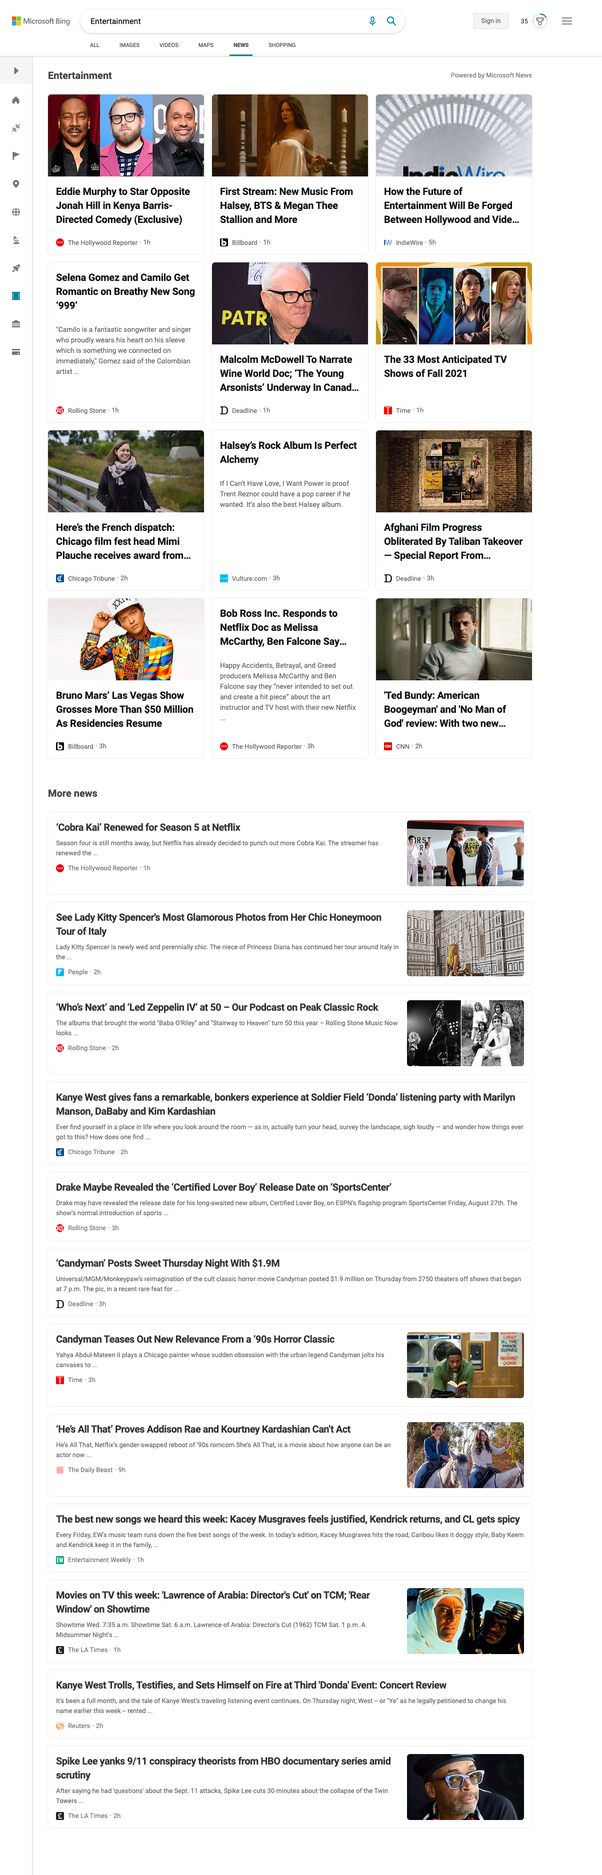 Microsoft Bing
Entertainment
Sign in
35
ALL
IMAGES
VIDEOS
MAPS
NEWS
SHOPPING
Entertainment
Powered by Microsoft News
Eddie Murphy to Star Opposite
Jonah Hill in Kenya Barris-
Directed Comedy (Exclusive)
The Hollywood Reporter · 1h
First Stream: New Music From
Halsey, BTS & Megan Thee
Stallion and More
Billboard · 1h
IndieWire
How the Future of
Entertainment Will Be Forged
Between Hollywood and Vide...
IndieWire · 5h
Selena Gomez and Camilo Get
Romantic on Breathy New Song
‘999’
"Camilo is a fantastic songwriter and singer
who proudly wears his heart on his sleeve
which is something we connected on
immediately," Gomez said of the Colombian
artist ...
Rolling Stone · 1h
PATR
Malcolm McDowell To Narrate
Wine World Doc; ‘The Young
Arsonists’ Underway In Canad...
Deadline · 1h
The 33 Most Anticipated TV
Shows of Fall 2021
Time · 1h
Here's the French dispatch:
Chicago film fest head Mimi
Plauche receives award from...
Chicago Tribune · 2h
Halsey's Rock Album Is Perfect
Alchemy
If I Can't Have Love, I Want Power is proof
Trent Reznor could have a pop career if he
wanted. It's also the best Halsey album.
Vulture.com · 3h
Afghani Film Progress
Obliterated By Taliban Takeover
— Special Report From...
Deadline · 3h
Bruno Mars' Las Vegas Show
Grosses More Than $50 Million
As Residencies Resume
Billboard · 3h
Bob Ross Inc. Responds to
Netflix Doc as Melissa
McCarthy, Ben Falcone Say...
Happy Accidents, Betrayal, and Greed
producers Melissa McCarthy and Ben
Falcone say they "never intended to set out
and create a hit piece" about the art
instructor and TV host with their new Netflix
...
The Hollywood Reporter · 3h
'Ted Bundy: American
Boogeyman' and 'No Man of
God' review: With two new...
CNN · 2h
More news
‘Cobra Kai’ Renewed for Season 5 at Netflix
Season four is still months away, but Netflix has already decided to punch out more Cobra Kai. The streamer has
renewed the ...
The Hollywood Reporter · 1h
See Lady Kitty Spencer's Most Glamorous Photos from Her Chic Honeymoon
Tour of Italy
Lady Kitty Spencer is newly wed and perennially chic. The niece of Princess Diana has continued her tour around Italy in
the ...
People · 2h
‘Who's Next’ and ‘Led Zeppelin IV’ at 50 – Our Podcast on Peak Classic Rock
The albums that brought the world "Baba O'Riley" and "Stairway to Heaven" turn 50 this year – Rolling Stone Music Now
looks ...
Rolling Stone · 2h
Kanye West gives fans a remarkable, bonkers experience at Soldier Field ‘Donda’ listening party with Marilyn
Manson, DaBaby and Kim Kardashian
Ever find yourself in a place in life where you look around the room — as in, actually turn your head, survey the landscape, sigh loudly — and wonder how things ever
got to this? How does one find ...
Chicago Tribune · 2h
Drake Maybe Revealed the ‘Certified Lover Boy’ Release Date on ‘SportsCenter’
Drake may have revealed the release date for his long-awaited new album, Certified Lover Boy, on ESPN's flagship program SportsCenter Friday, August 27th. The
show's normal introduction of sports ...
Rolling Stone · 3h
‘Candyman’ Posts Sweet Thursday Night With $1.9M
Universal/MGM/Monkeypaw's reimagination of the cult classic horror movie Candyman posted $1.9 million on Thursday from 2750 theaters off shows that began
at 7 p.m. The pic, in a recent rare feat for ...
Deadline · 3h
Candyman Teases Out New Relevance From a '90s Horror Classic
Yahya Abdul-Mateen II plays a Chicago painter whose sudden obsession with the urban legend Candyman jolts his
canvases to ...
Time · 3h
‘He's All That’ Proves Addison Rae and Kourtney Kardashian Can't Act
He's All That, Netflix's gender-swapped reboot of '90s romcom She's All That, is a movie about how anyone can be an
actor now ...
The Daily Beast · 9h
The best new songs we heard this week: Kacey Musgraves feels justified, Kendrick returns, and CL gets spicy
Every Friday, EW's music team runs down the five best songs of the week. In today's edition, Kacey Musgraves hits the road, Caribou likes it doggy style, Baby Keem
and Kendrick keep it in the family, ...
Entertainment Weekly · 1h
Movies on TV this week: 'Lawrence of Arabia: Director's Cut' on TCM; 'Rear
Window' on Showtime
Showtime Wed. 7:35 a.m. Showtime Sat. 6 a.m. Lawrence of Arabia: Director's Cut (1962) TCM Sat. 1 p.m. A
Midsummer Night's ...
The LA Times · 1h
Kanye West Trolls, Testifies, and Sets Himself on Fire at Third 'Donda' Event: Concert Review
It's been a full month, and the tale of Kanye West's traveling listening event continues. On Thursday night, West – or "Ye" as he legally petitioned to change his
name earlier this week – rented ...
Reuters · 2h
Spike Lee yanks 9/11 conspiracy theorists from HBO documentary series amid
scrutiny
After saying he had 'questions' about the Sept. 11 attacks, Spike Lee cuts 30 minutes about the collapse of the Twin
Towers ...
The LA Times · 2h